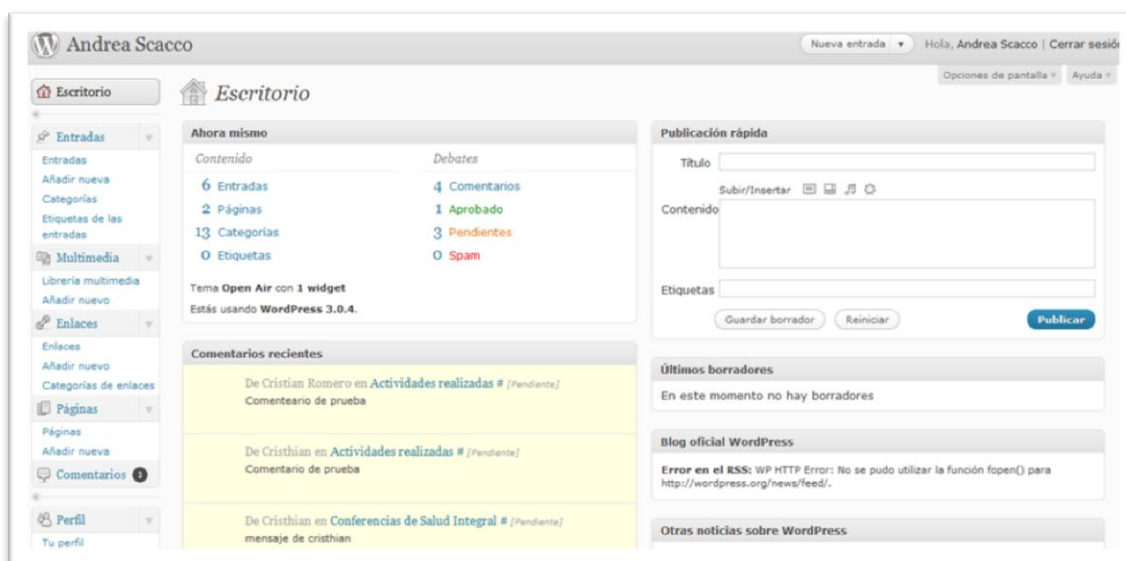 Andrea Scacco
Nueva entrada
Hola, Andrea Scacco | Cerrar sesió
Opciones de pantalla
Ayuda
Escritorio
Entradas
Entradas
Añadir nueva
Categorías
Etiquetas de las
entradas
Multimedia
Librería multimedia
Añadir nuevo
Enlaces
Enlaces
Añadir nuevo
Categorías de enlaces
Páginas
Páginas
Añadir nueva
Comentarios 3
Perfil
Tu perfil
Escritorio
Ahora mismo
Contenido
6 Entradas
2 Páginas
13 Categorías
0 Etiquetas
Debates
4 Comentarios
1 Aprobado
3 Pendientes
0 Spam
Tema Open Air con 1 widget
Estás usando WordPress 3.0.4.
Comentarios recientes
De Cristian Romero en Actividades realizadas # [Pendiente]
Comenteario de prueba
De Cristhian en Actividades realizadas # [Pendiente]
Comentario de prueba
De Cristhian en Conferencias de Salud Integral # [Pendiente]
mensaje de cristhian
Publicación rápida
Título
Subir/Insertar
Contenido
Etiquetas
Guardar borrador
Reiniciar
Publicar
Últimos borradores
En este momento no hay borradores
Blog oficial WordPress
Error en el RSS: WP HTTP Error: No se pudo utilizar la función fopen() para
http://wordpress.org/news/feed/.
Otras noticias sobre WordPress